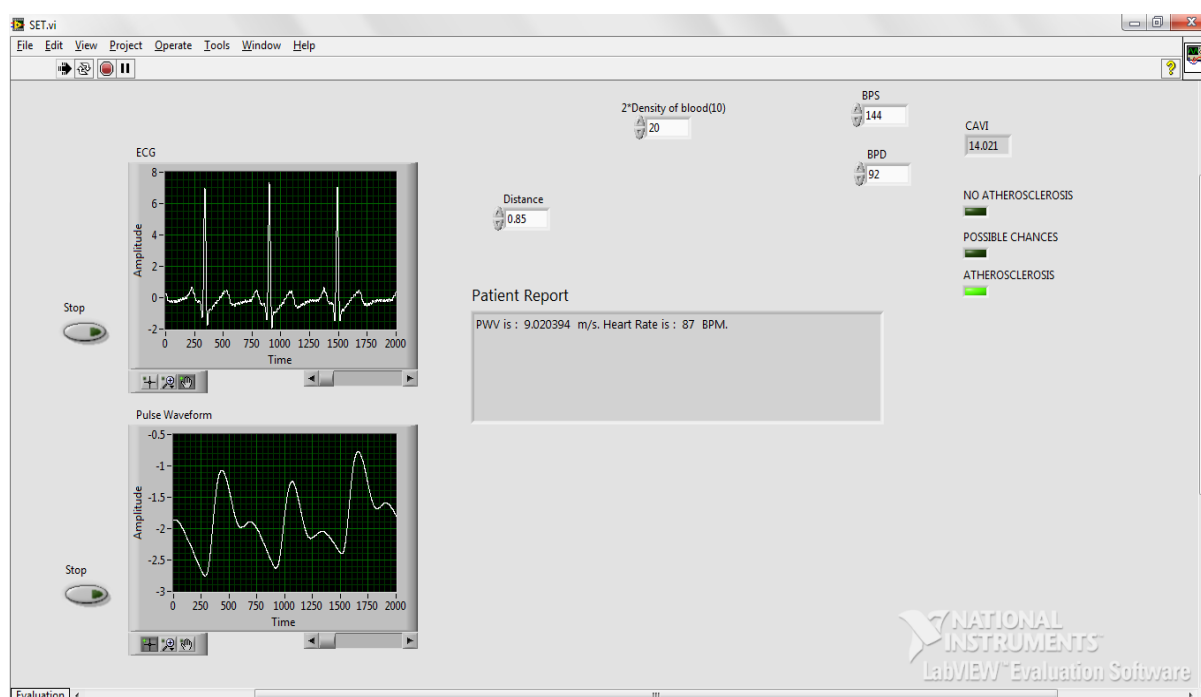 SET.vi
File Edit View Project Operate Tools Window Help
2*Density of blood(10)
20
BPS
144
CAVI
14.021
BPD
92
Distance
0.85
NO ATHEROSCLEROSIS
POSSIBLE CHANCES
ATHEROSCLEROSIS
ECG
8
6
4
2
0
-2
Amplitude
0 250 500 750 1000 1250 1500 1750 2000
Time
Stop
Patient Report
PWV is : 9.020394 m/s. Heart Rate is : 87 BPM.
Pulse Waveform
-0.5
-1
-1.5
-2
-2.5
-3
Amplitude
0 250 500 750 1000 1250 1500 1750 2000
Time
Stop
NATIONAL
INSTRUMENTS
LabVIEW™ Evaluation Software
Evaluation